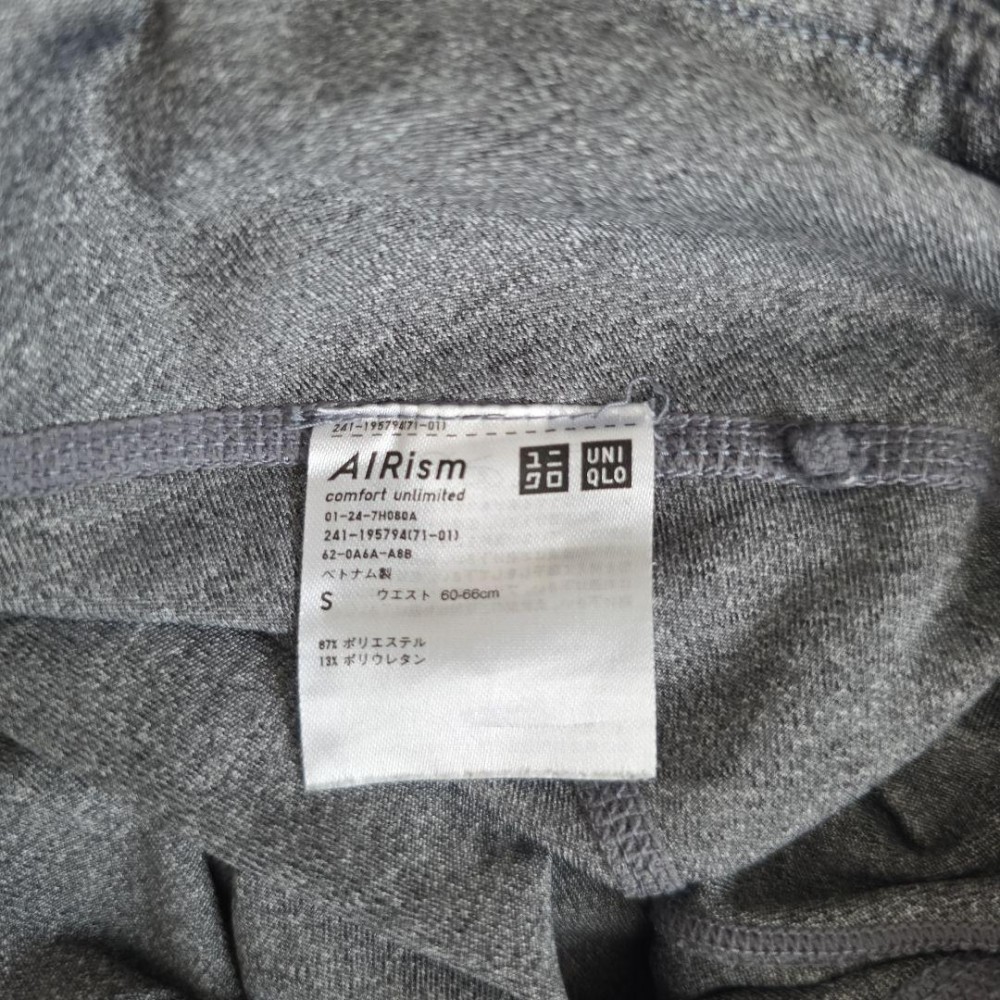 241-195794(71-01)
AIRism
ユニクロ UNIQLO
comfort unlimited
01-24-7H080A
241-195794(71-01)
62-0A6A-A8B
ベトナム製
S ウエスト 60-66cm
87% ポリエステル
13% ポリウレタン